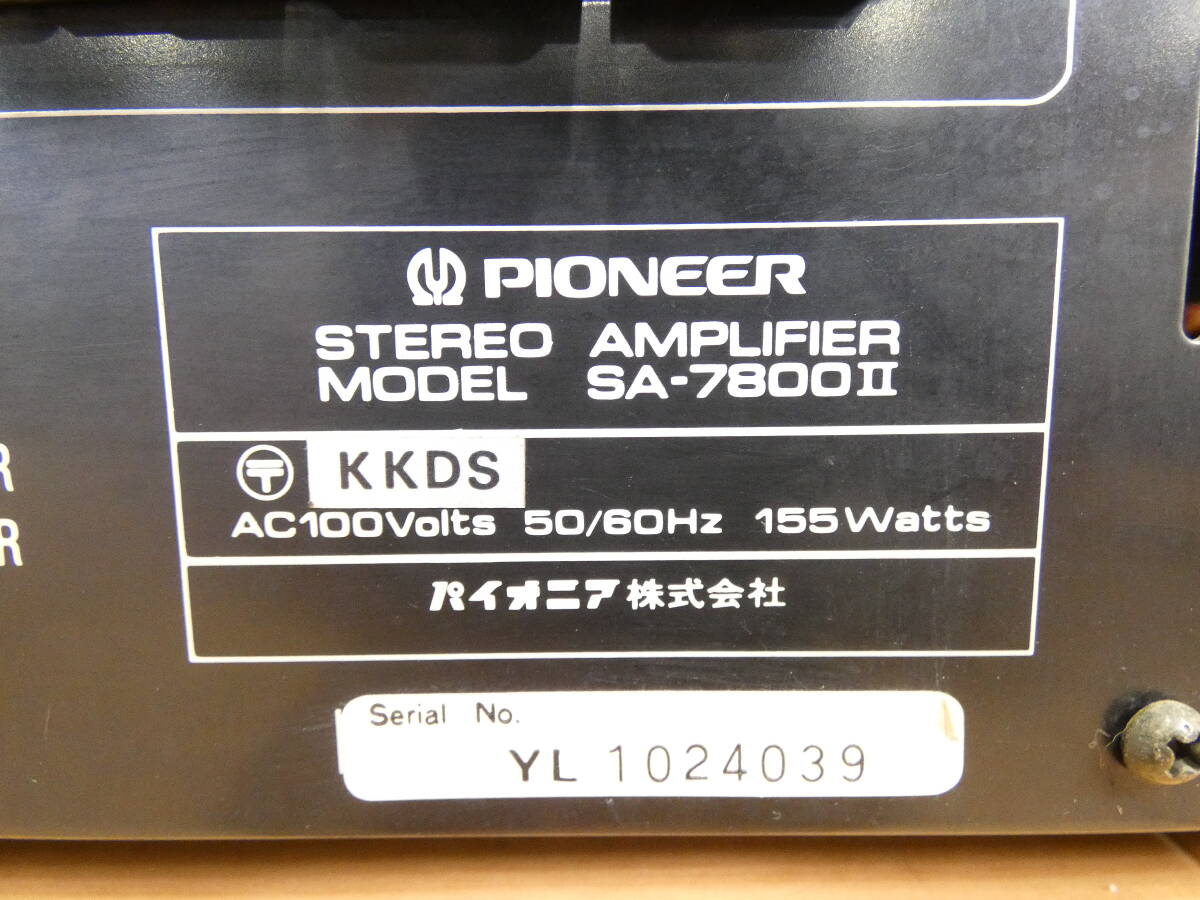 PIONEER
STEREO AMPLIFIER
MODEL SA-7800II
KKDS
AC100Volts 50/60Hz 155Watts
パイオニア株式会社
Serial No.
YL 1024039
R
R